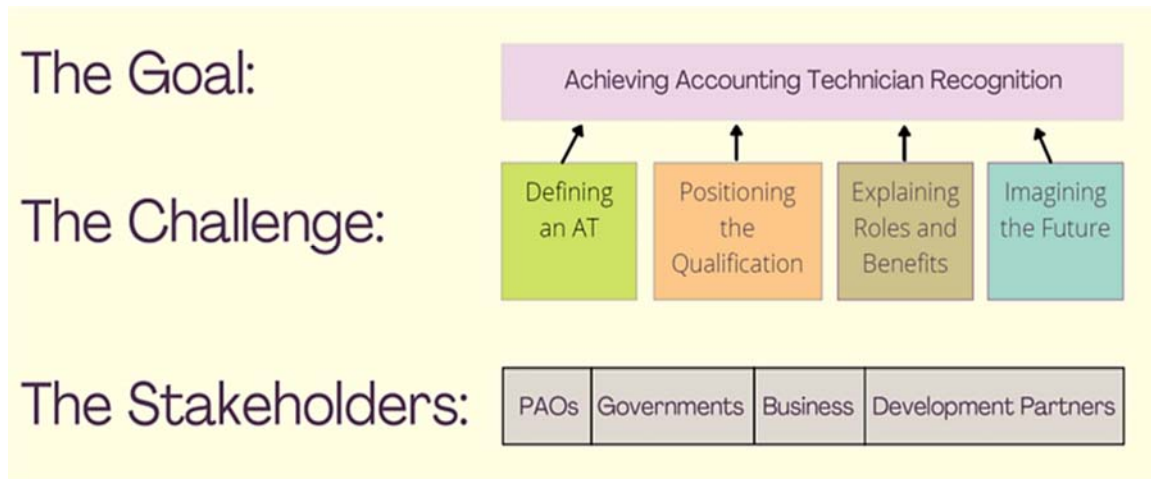 The Goal:
Achieving Accounting Technician Recognition
The Challenge:
Defining
an AT
Positioning
the
Qualification
Explaining
Roles and
Benefits
Imagining
the Future
The Stakeholders:
PAOs
Governments
Business
Development Partners